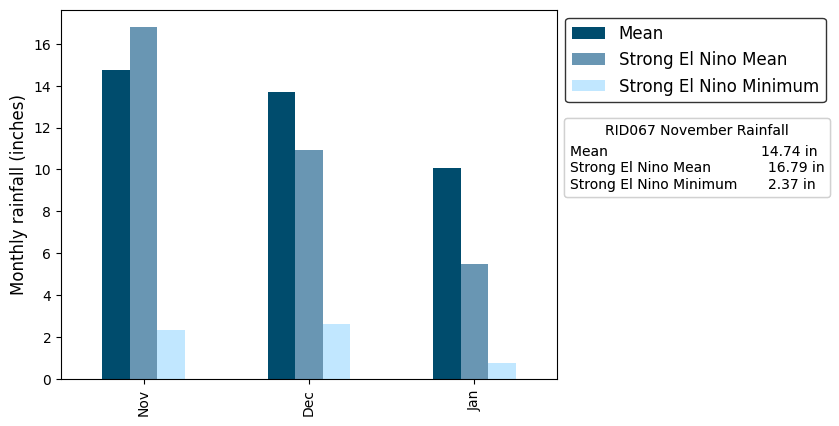 Monthly rainfall (inches)
16
14
12
10
8
6
4
2
0
Nov
Dec
Jan
Mean
Strong El Nino Mean
Strong El Nino Minimum
RID067 November Rainfall
Mean 14.74 in
Strong El Nino Mean 16.79 in
Strong El Nino Minimum 2.37 in